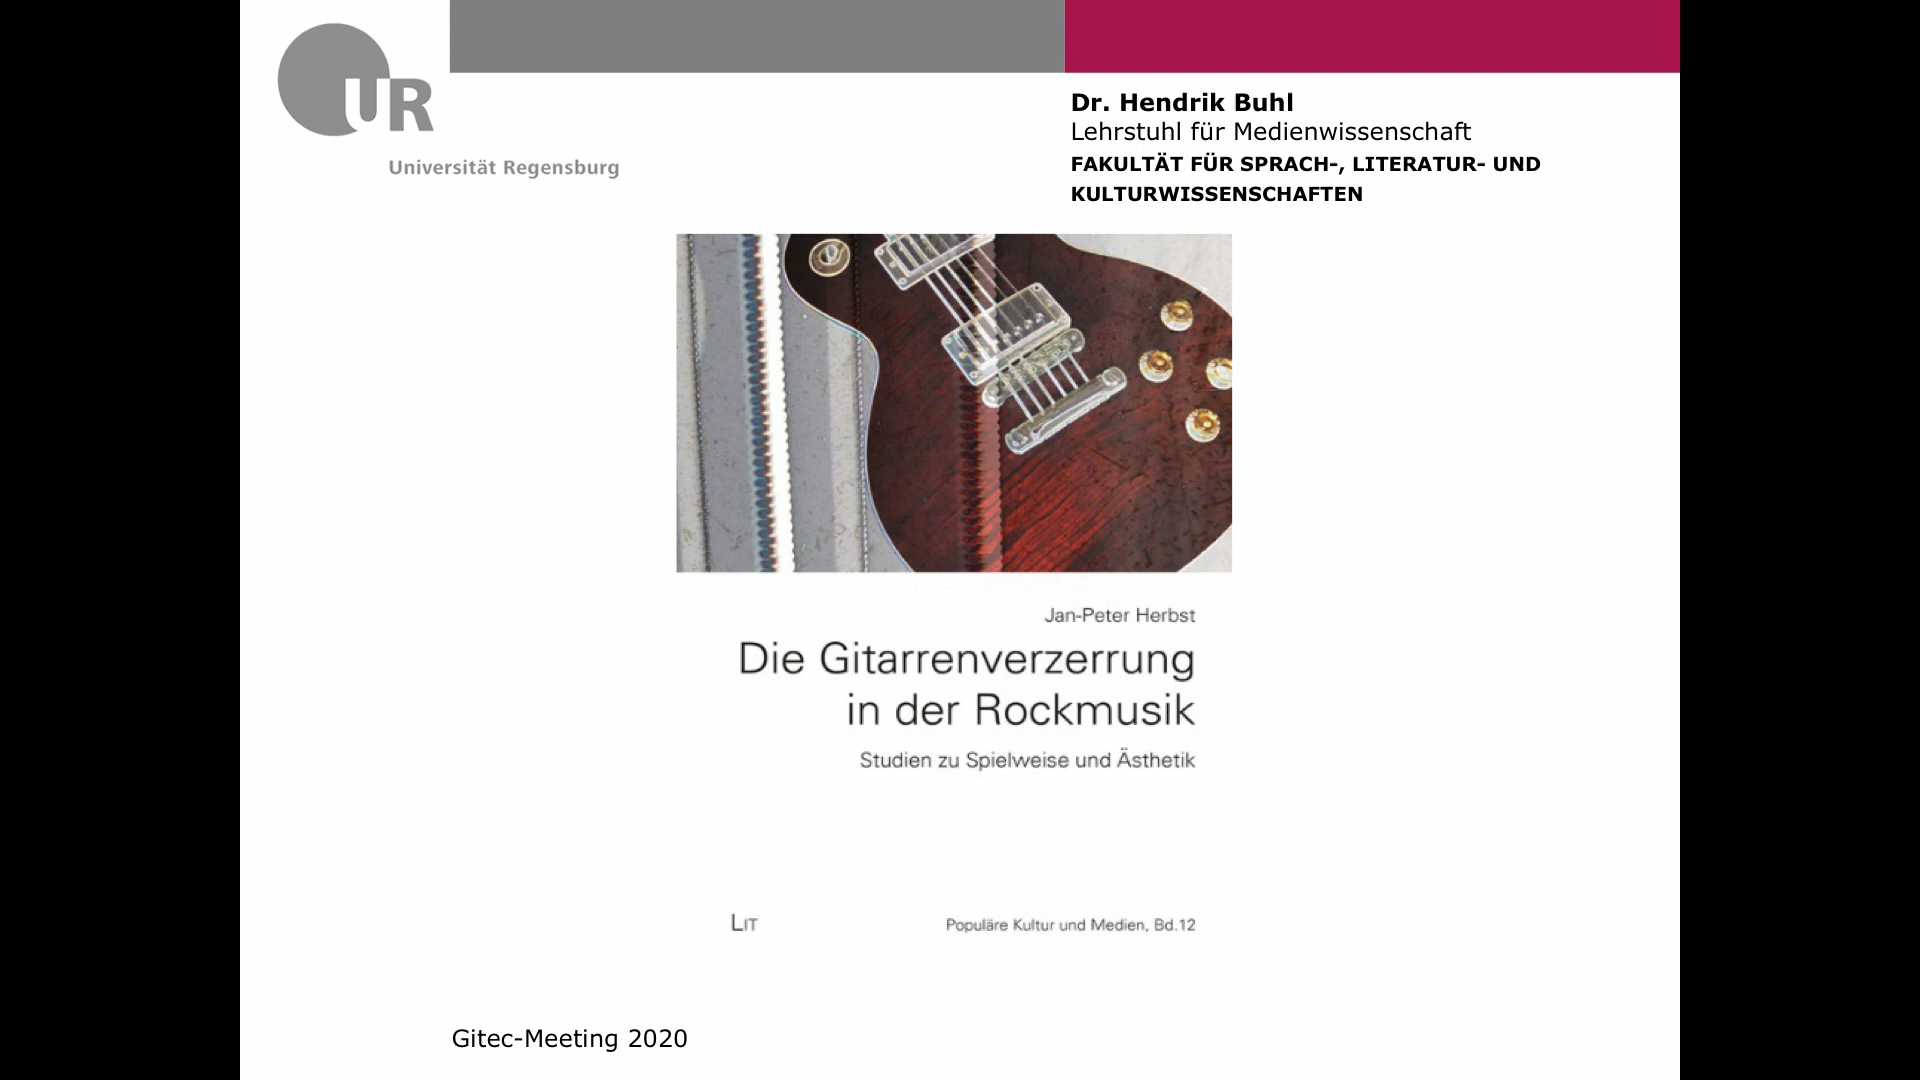 UR
Universität Regensburg
Dr. Hendrik Buhl
Lehrstuhl für Medienwissenschaft
FAKULTÄT FÜR SPRACH-, LITERATUR- UND
KULTURWISSENSCHAFTEN
Jan-Peter Herbst
Die Gitarrenverzerrung
in der Rockmusik
Studien zu Spielweise und Ästhetik
LIT
Populäre Kultur und Medien, Bd.12
Gitec-Meeting 2020